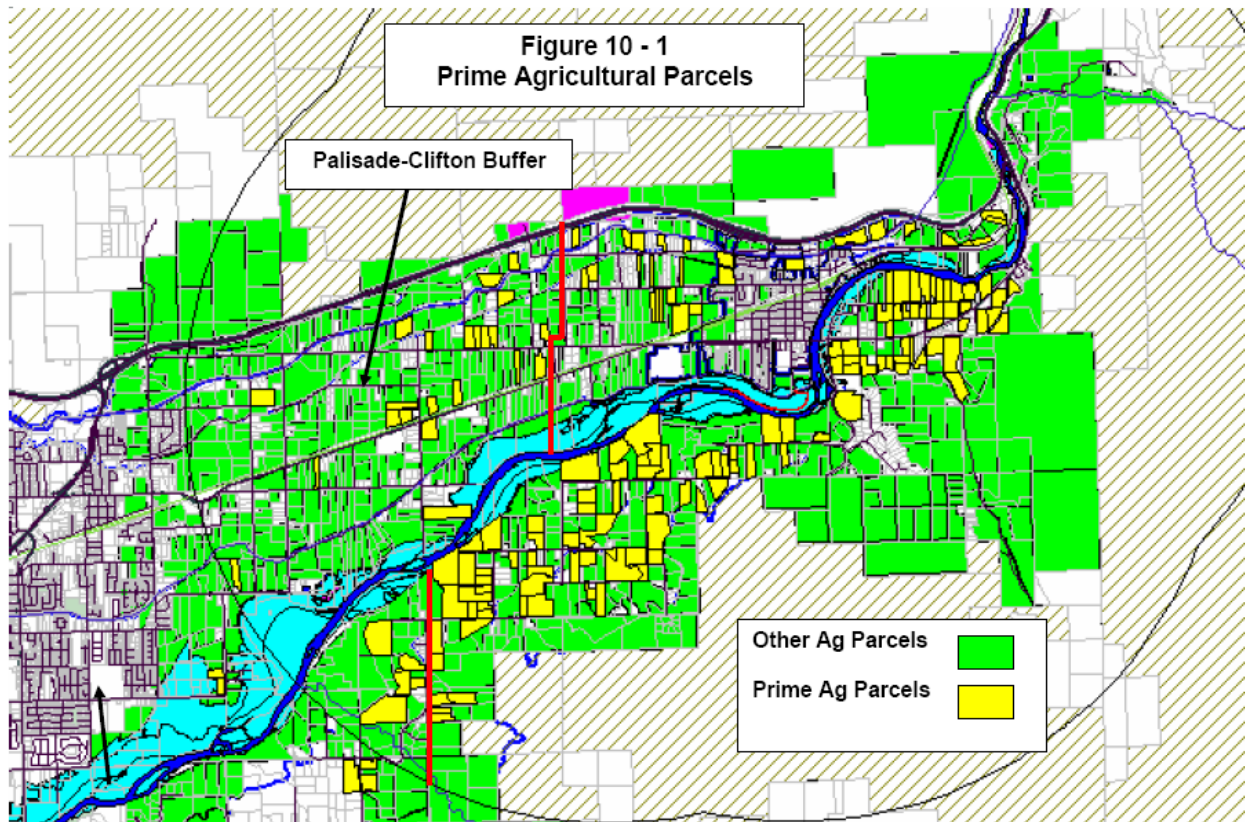 Figure 10 - 1
Prime Agricultural Parcels
Palisade-Clifton Buffer
Other Ag Parcels
Prime Ag Parcels